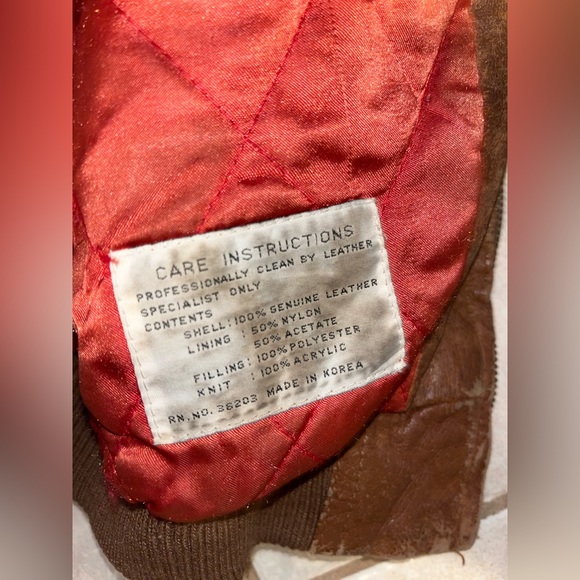 CARE INSTRUCTIONS
PROFESSIONALLY CLEAN BY LEATHER
SPECIALIST ONLY
CONTENTS
SHELL: 100% GENUINE LEATHER
LINING : 50% NYLON
50% ACETATE
FILLING: 100% POLYESTER
KNIT : 100% ACRYLIC
RN.NO. 36203 MADE IN KOREA